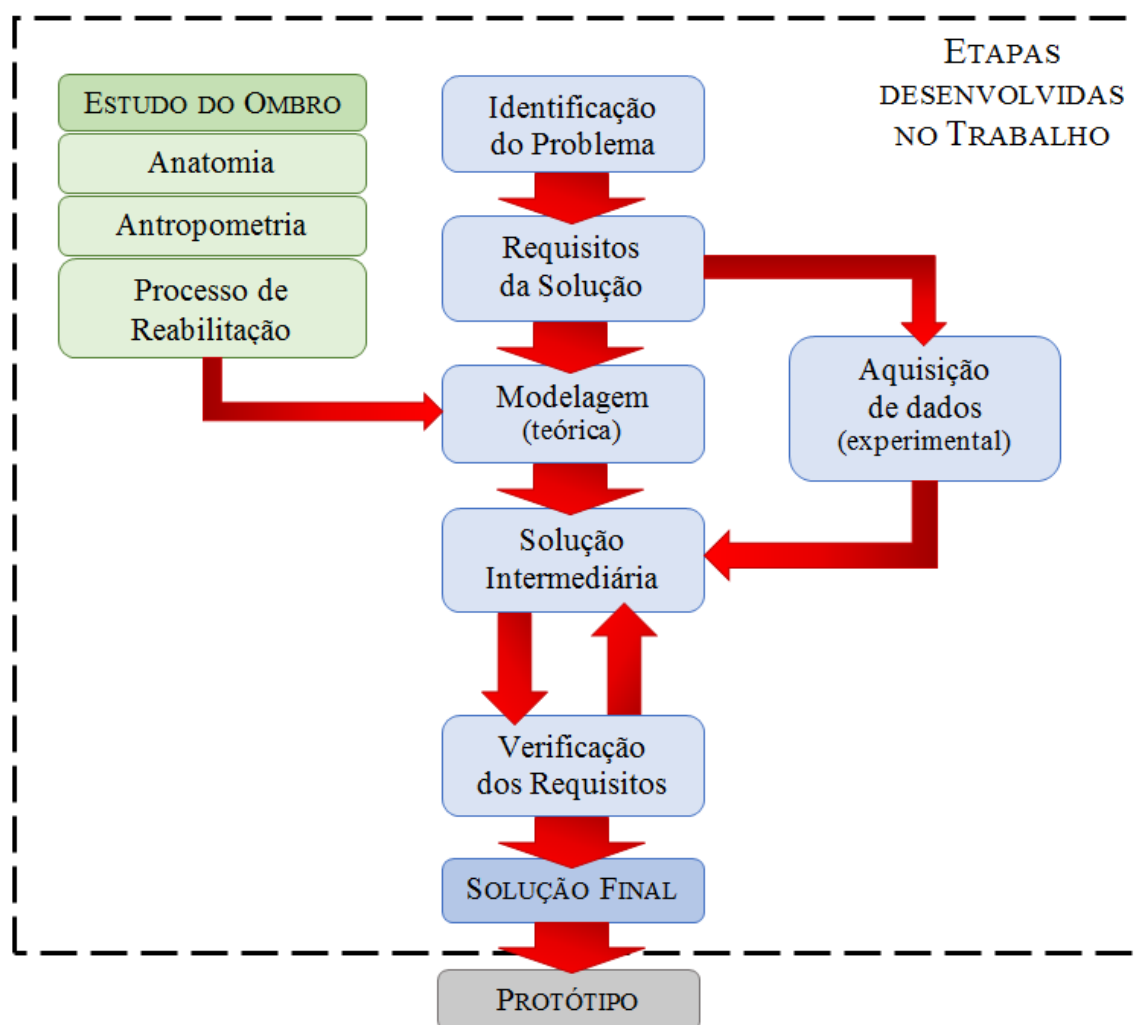 ETAPAS
DESENVOLVIDAS
NO TRABALHO
ESTUDO DO OMBRO
Anatomia
Antropometria
Processo de
Reabilitação
Identificação
do Problema
Requisitos
da Solução
Modelagem
(teórica)
Aquisição
de dados
(experimental)
Solução
Intermediária
Verificação
dos Requisitos
SOLUÇÃO FINAL
PROTÓTIPO